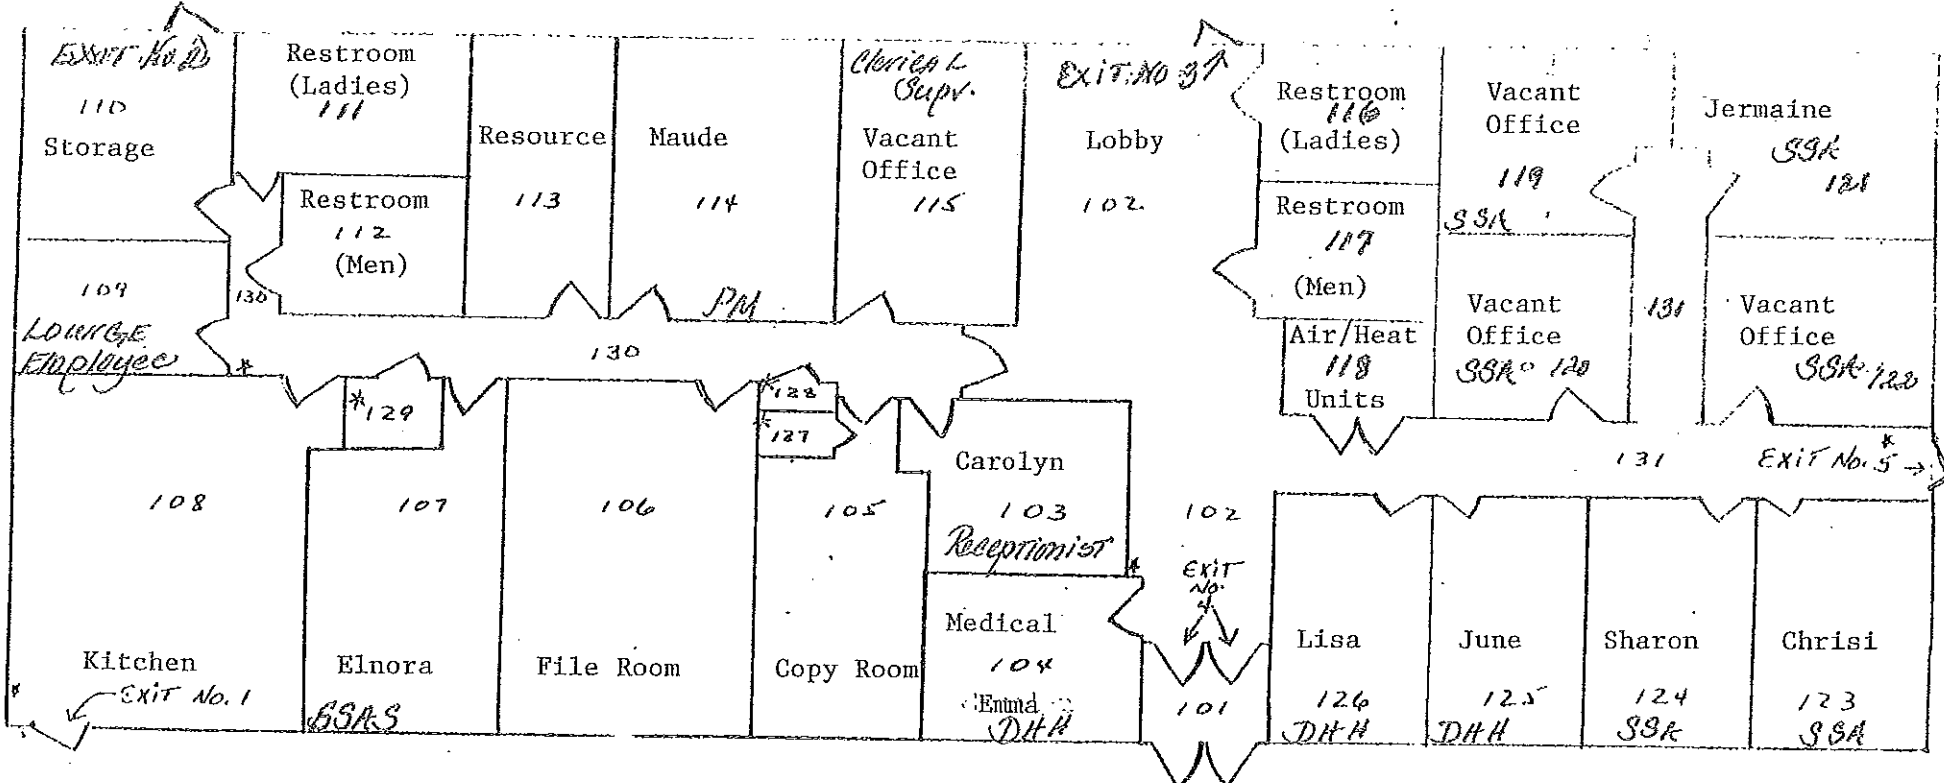 EXIT No. 2
110
Storage
Restroom
(Ladies)
111
Restroom
112
(Men)
Resource
113
Maude
114
PM
Clerical
Supv.
Vacant
Office
115
EXIT NO 3
Lobby
102
Restroom
116
(Ladies)
Restroom
117
(Men)
Air/Heat
118
Units
Vacant
Office
119
SSA
Jermaine
SSA
121
Vacant
Office
SSA 120
131
Vacant
Office
SSA 122
109
LOUNGE
Employee
130
*
130
*129
*128
*127
131
*
EXIT No. 5
108
Kitchen
*
EXIT No. 1
107
Elnora
SSAS
106
File Room
105
Copy Room
Carolyn
103
Receptionist
*
Medical
104
Emma
DHH
102
EXIT
No.
4
101
Lisa
126
DHH
June
125
DHH
Sharon
124
SSA
Chrisi
123
SSA